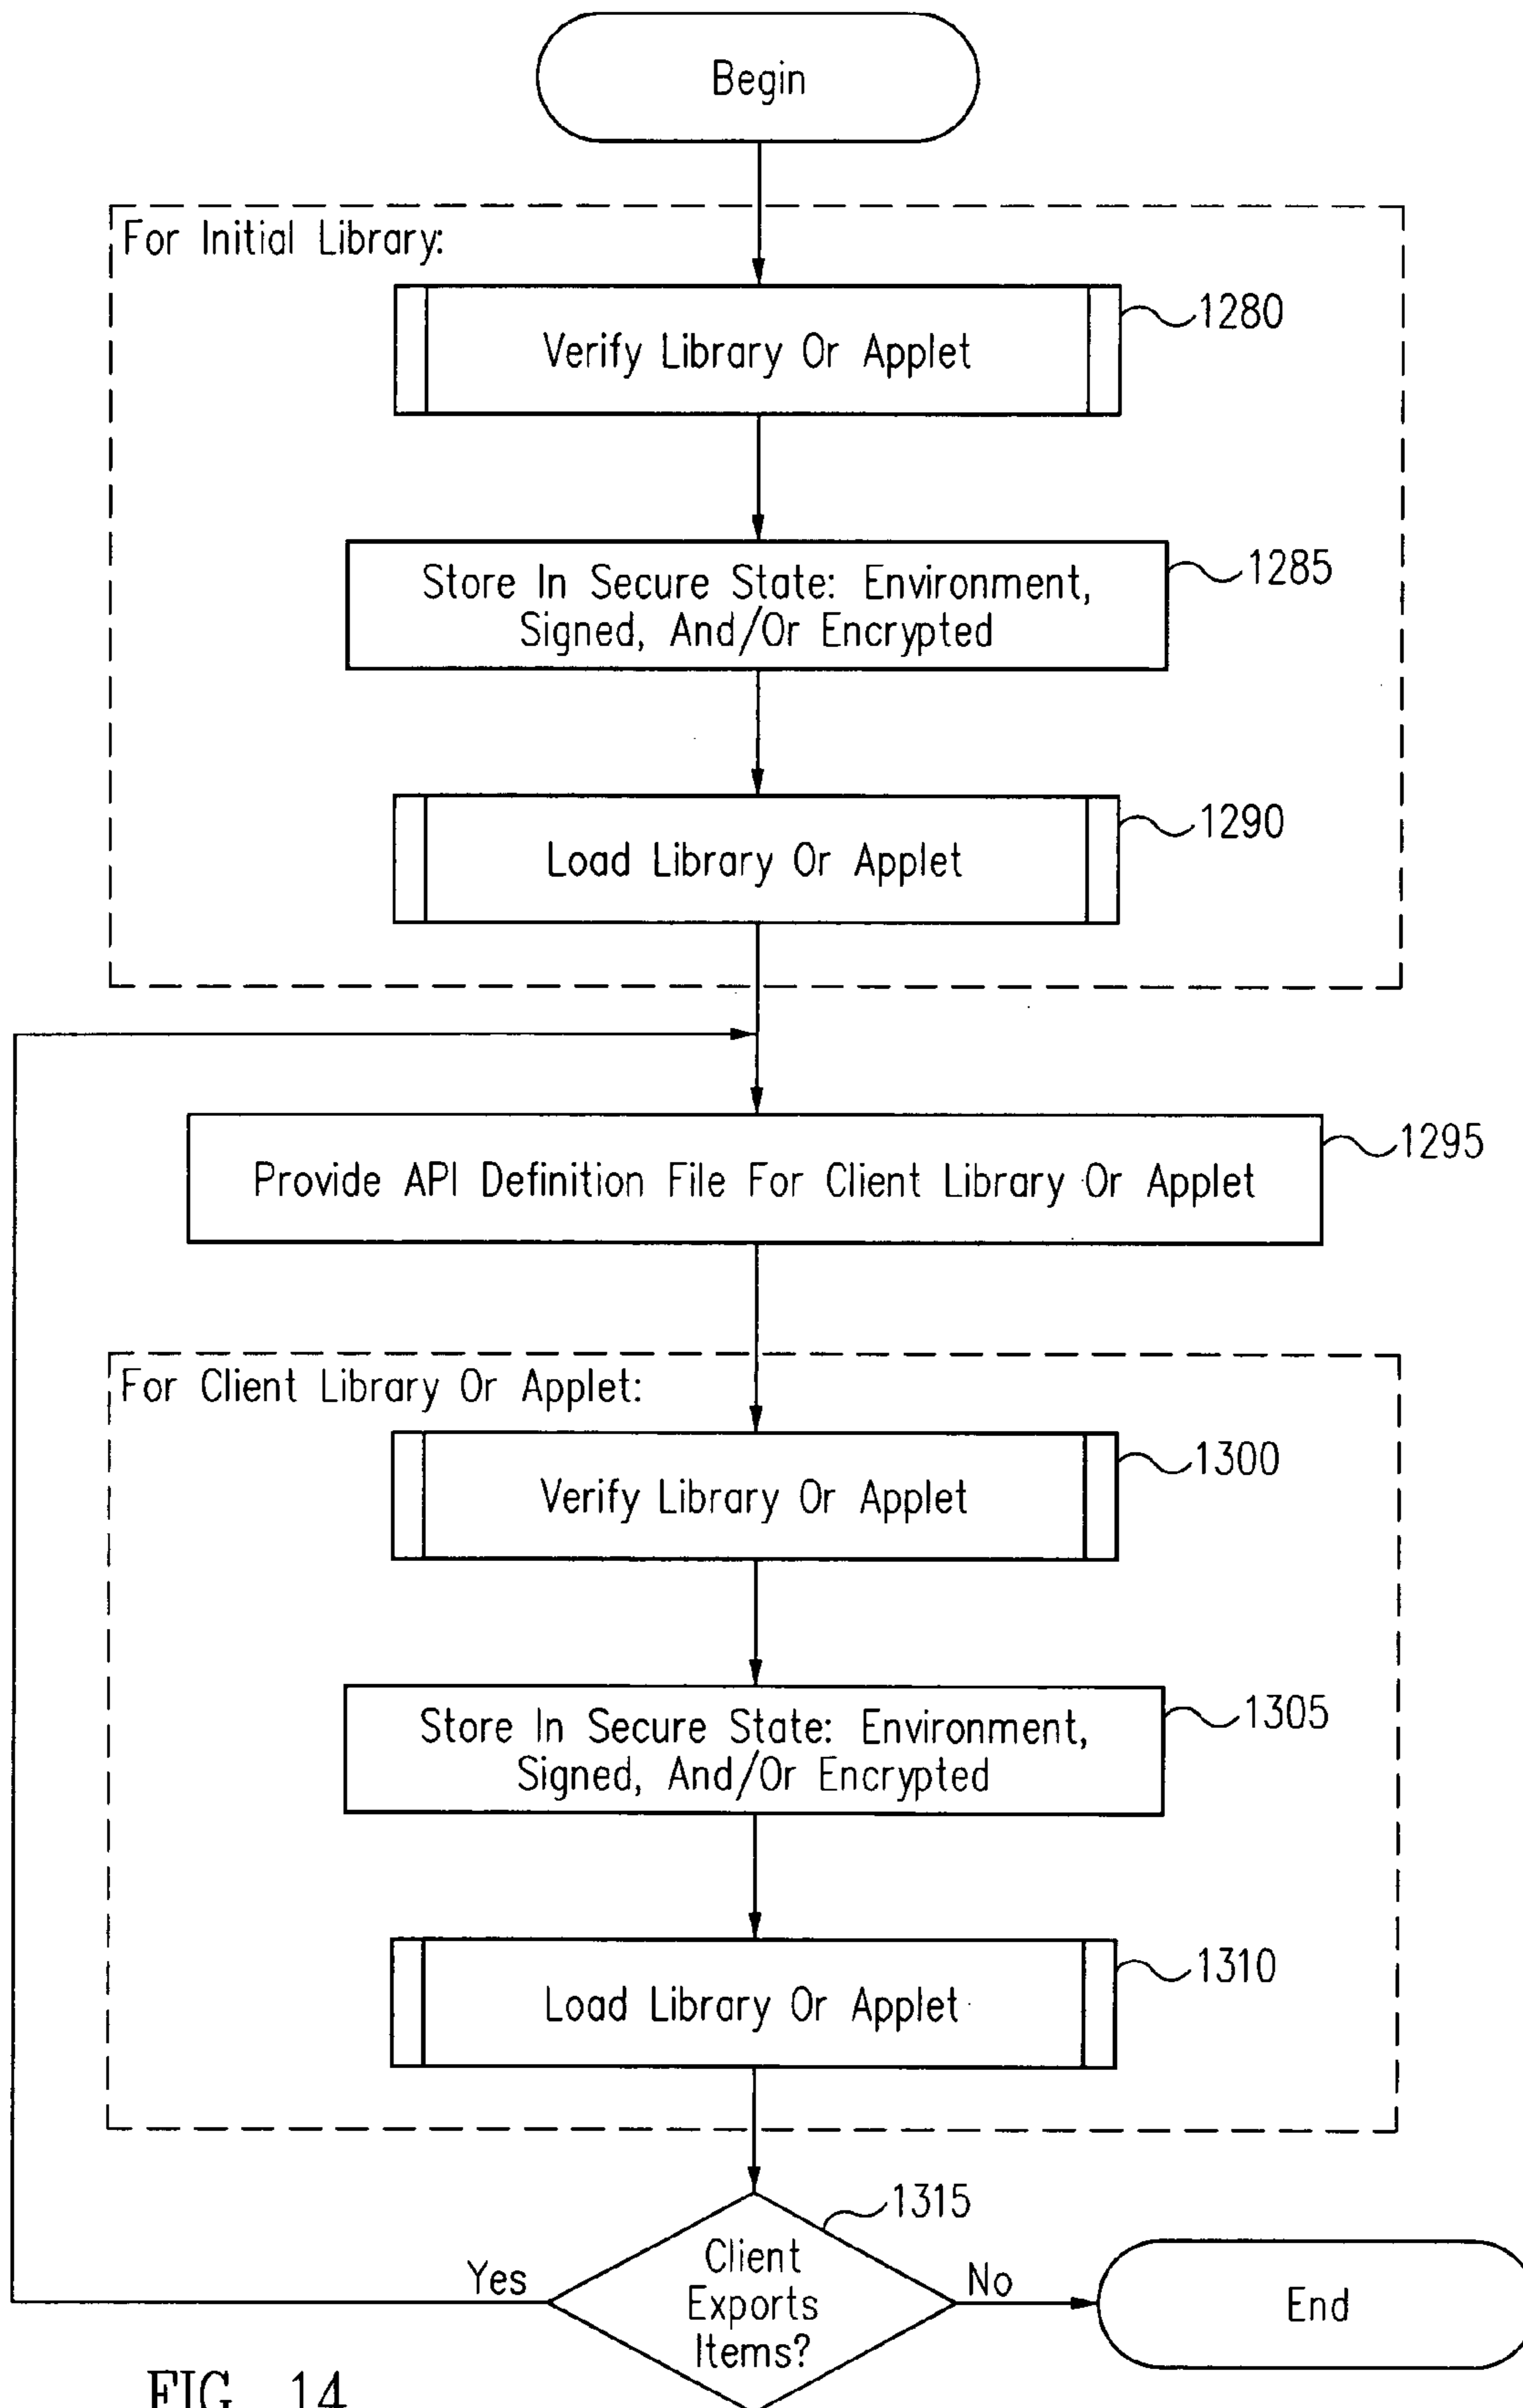 Begin
For Initial Library:
1280
Verify Library Or Applet
1285
Store In Secure State: Environment,
Signed, And/Or Encrypted
1290
Load Library Or Applet
1295
Provide API Definition File For Client Library Or Applet
For Client Library Or Applet:
1300
Verify Library Or Applet
1305
Store In Secure State: Environment,
Signed, And/Or Encrypted
1310
Load Library Or Applet
1315
Client
Exports
Items?
Yes
No
End
FIG. 14